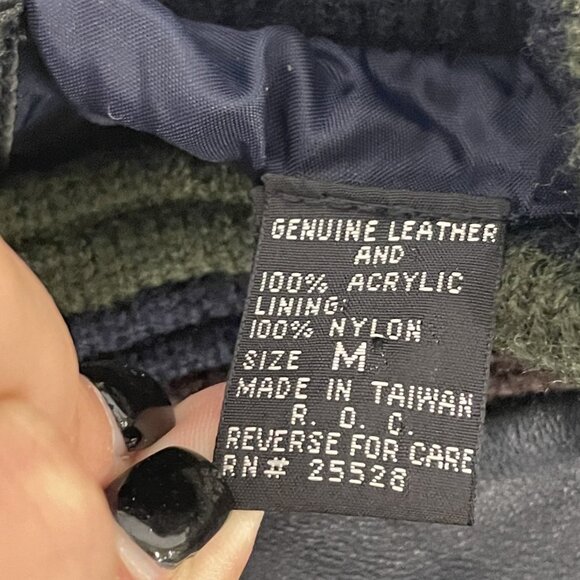 GENUINE LEATHER
AND
100% ACRYLIC
LINING:
100% NYLON
SIZE M
MADE IN TAIWAN
R. O. C.
REVERSE FOR CARE
RN# 25528